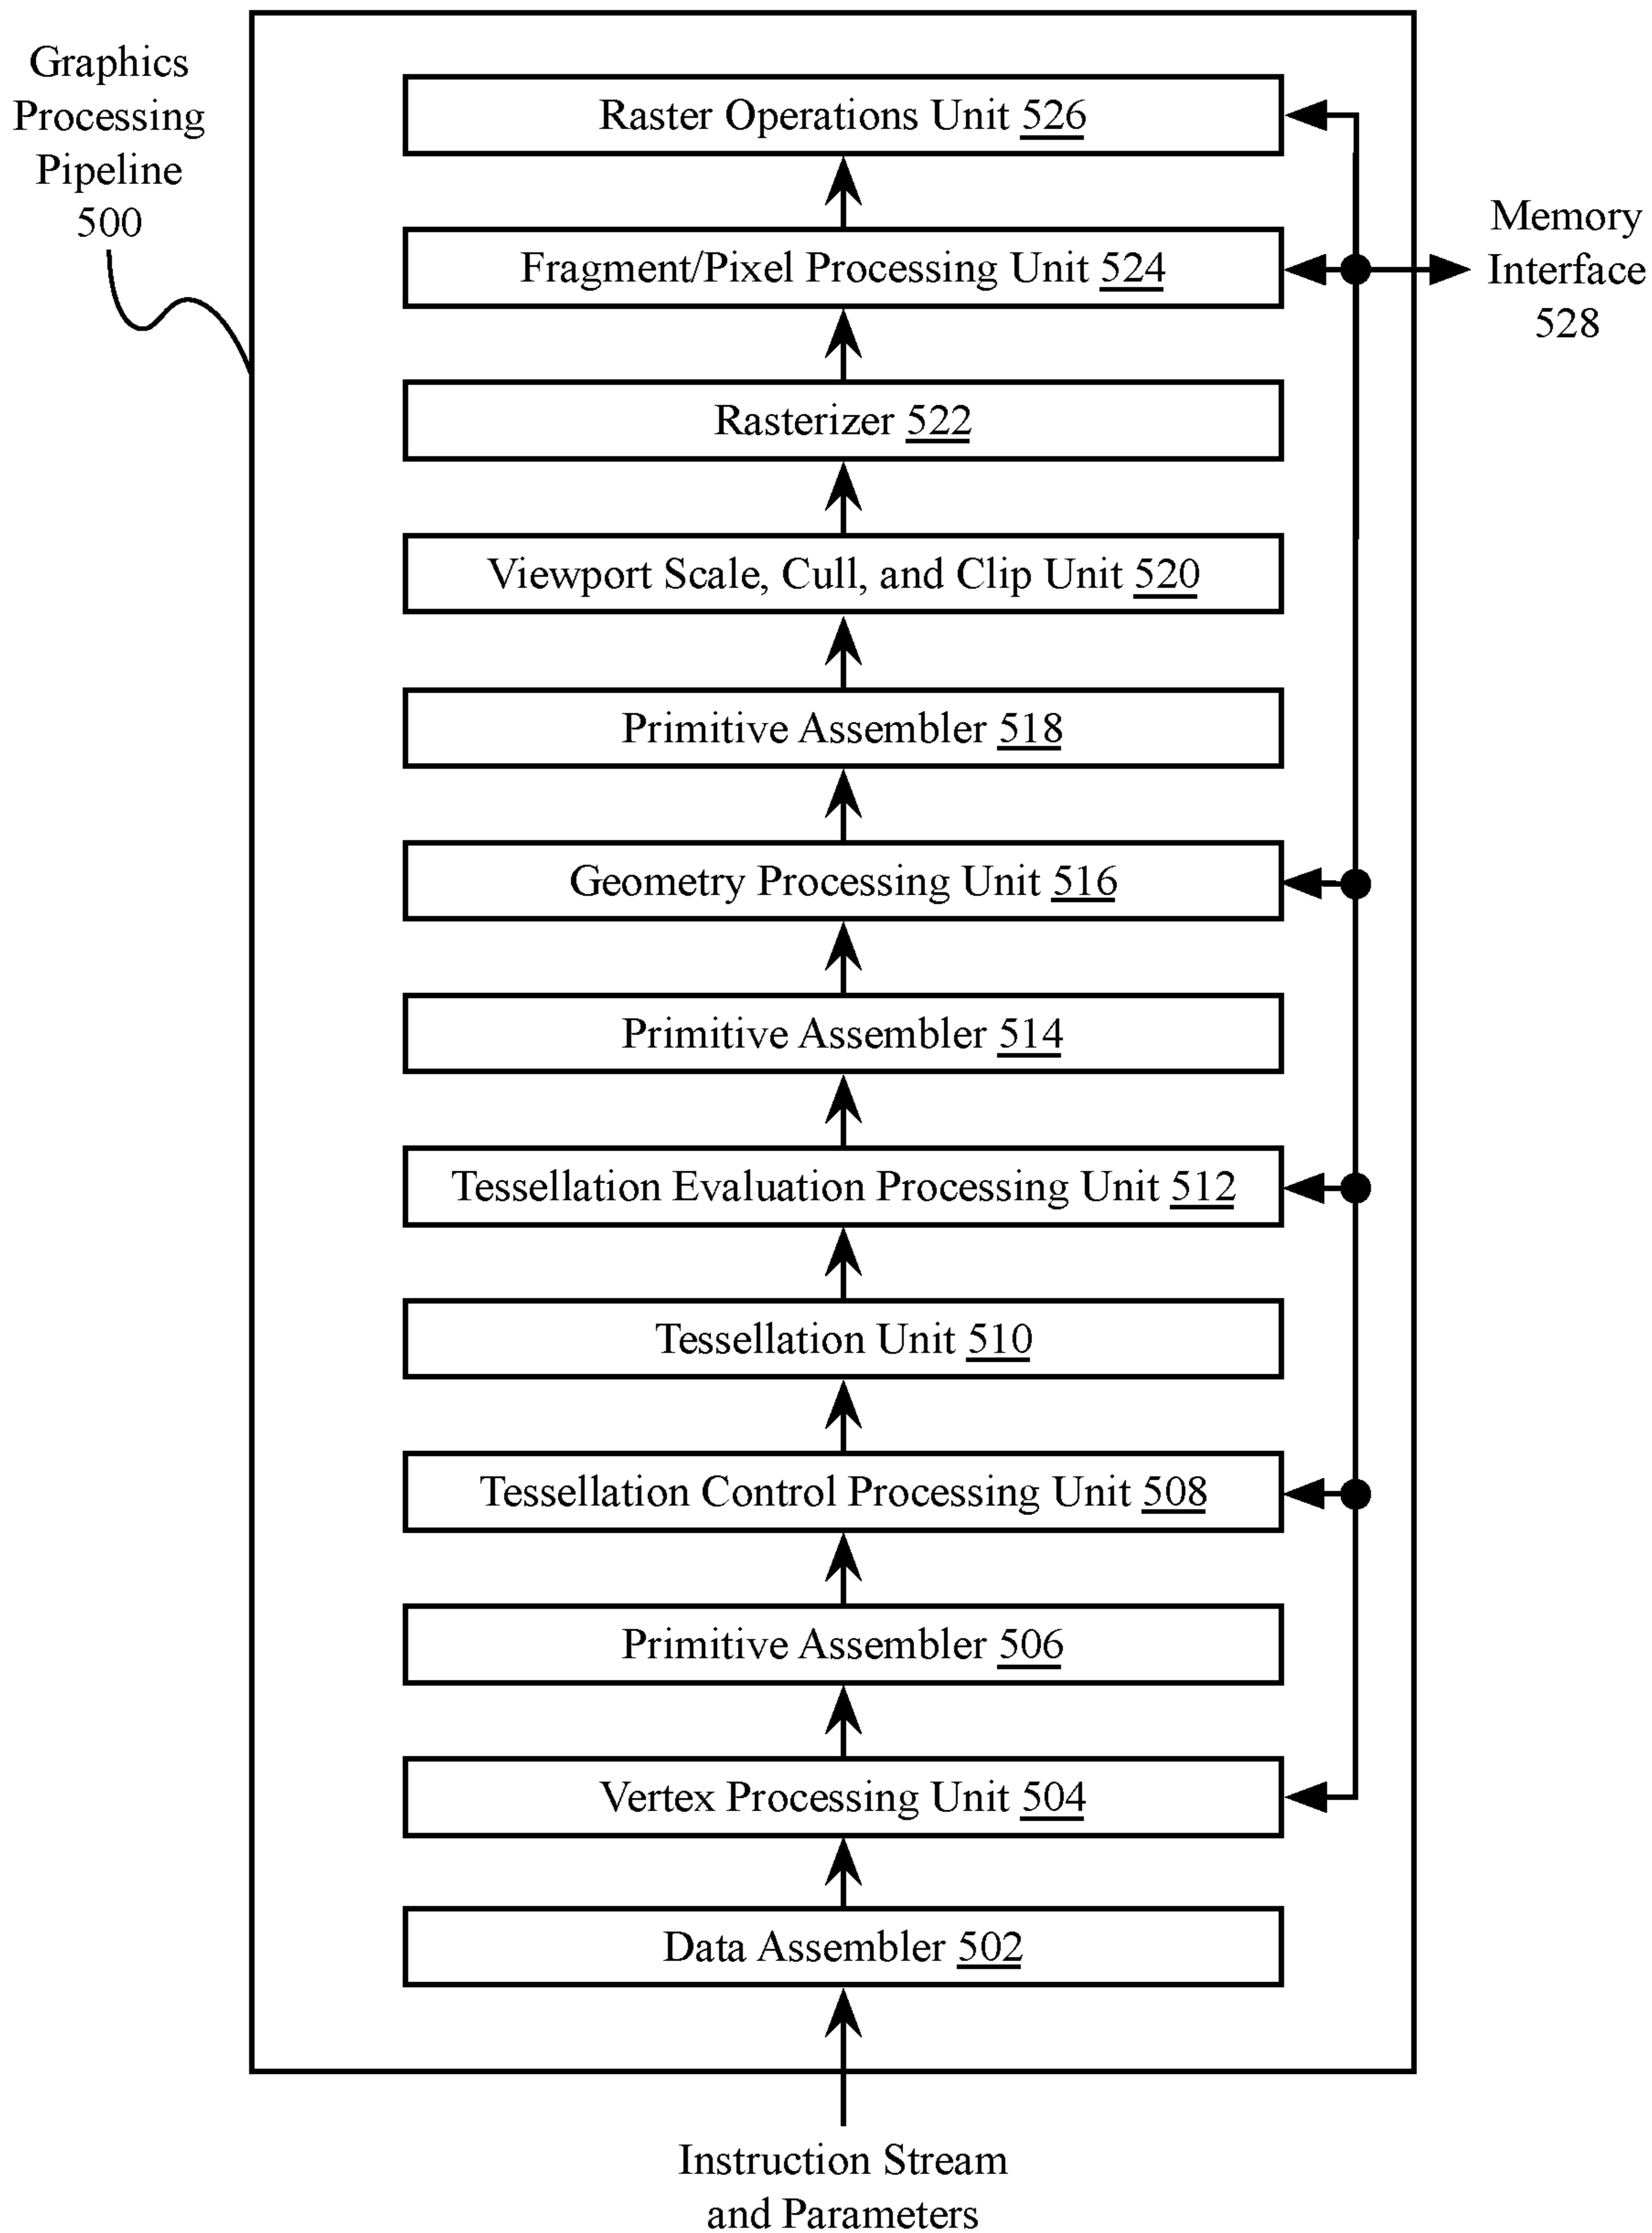 Graphics
Processing
Pipeline
500
Raster Operations Unit 526
Fragment/Pixel Processing Unit 524
Memory
Interface
528
Rasterizer 522
Viewport Scale, Cull, and Clip Unit 520
Primitive Assembler 518
Geometry Processing Unit 516
Primitive Assembler 514
Tessellation Evaluation Processing Unit 512
Tessellation Unit 510
Tessellation Control Processing Unit 508
Primitive Assembler 506
Vertex Processing Unit 504
Data Assembler 502
Instruction Stream
and Parameters